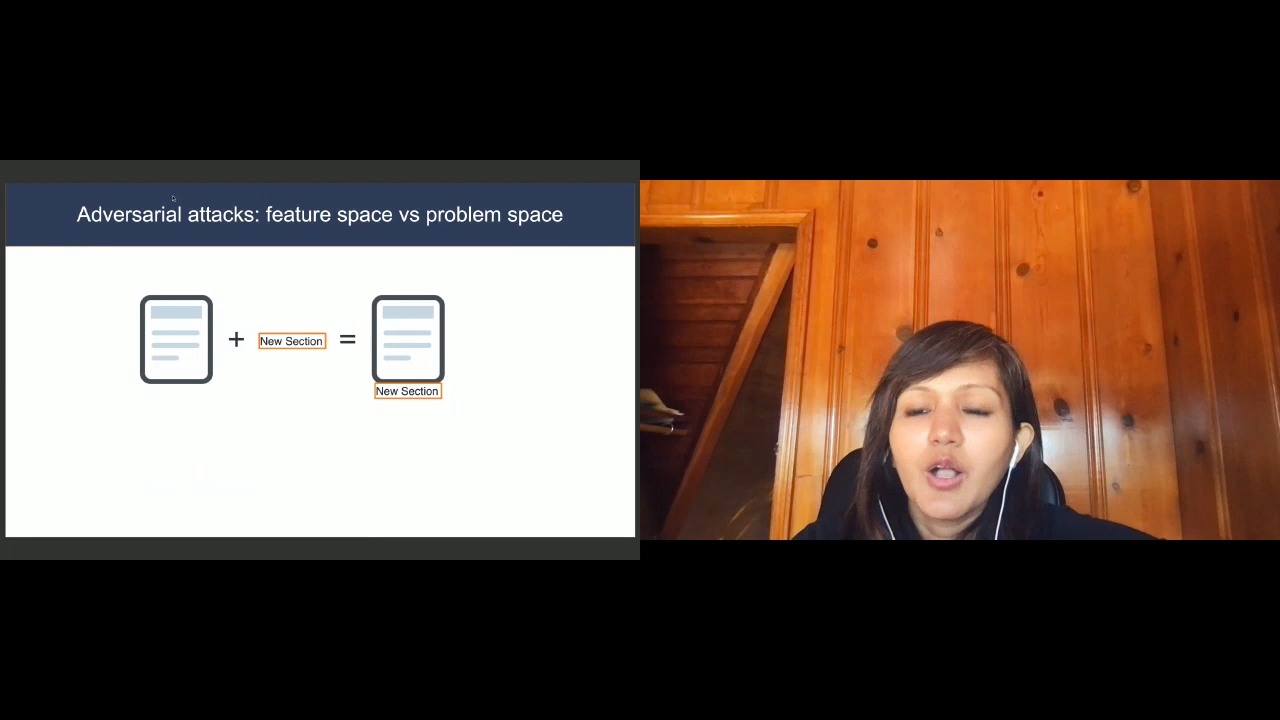 Adversarial attacks: feature space vs problem space
+ New Section =
New Section